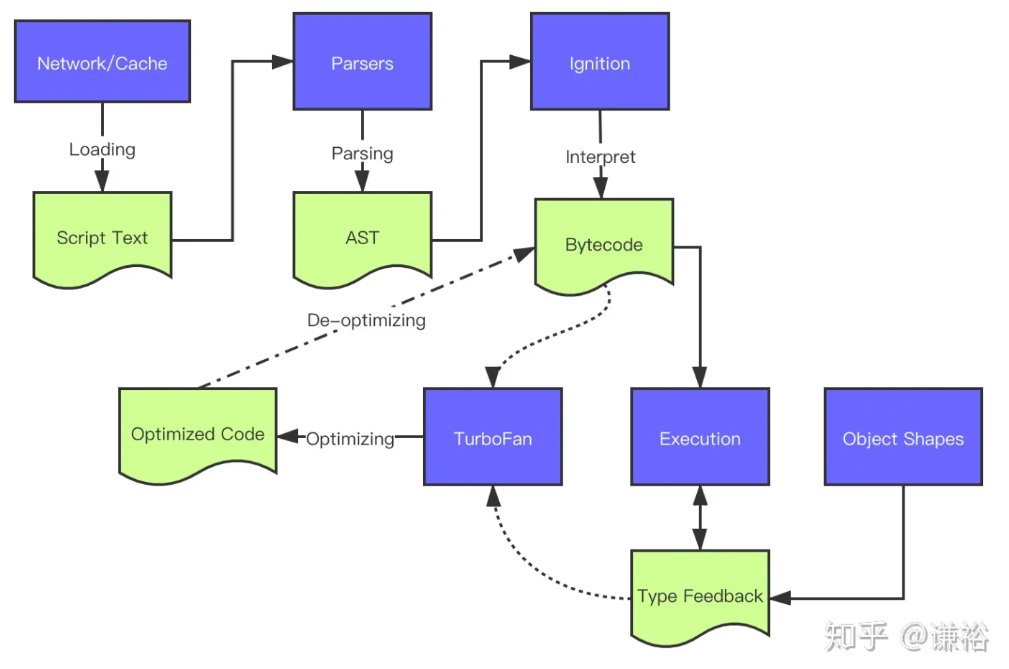 Network/Cache
Parsers
Ignition
Loading
Parsing
Interpret
Script Text
AST
Bytecode
De-optimizing
Optimized Code
Optimizing
TurboFan
Execution
Object Shapes
Type Feedback
知乎 @谦裕